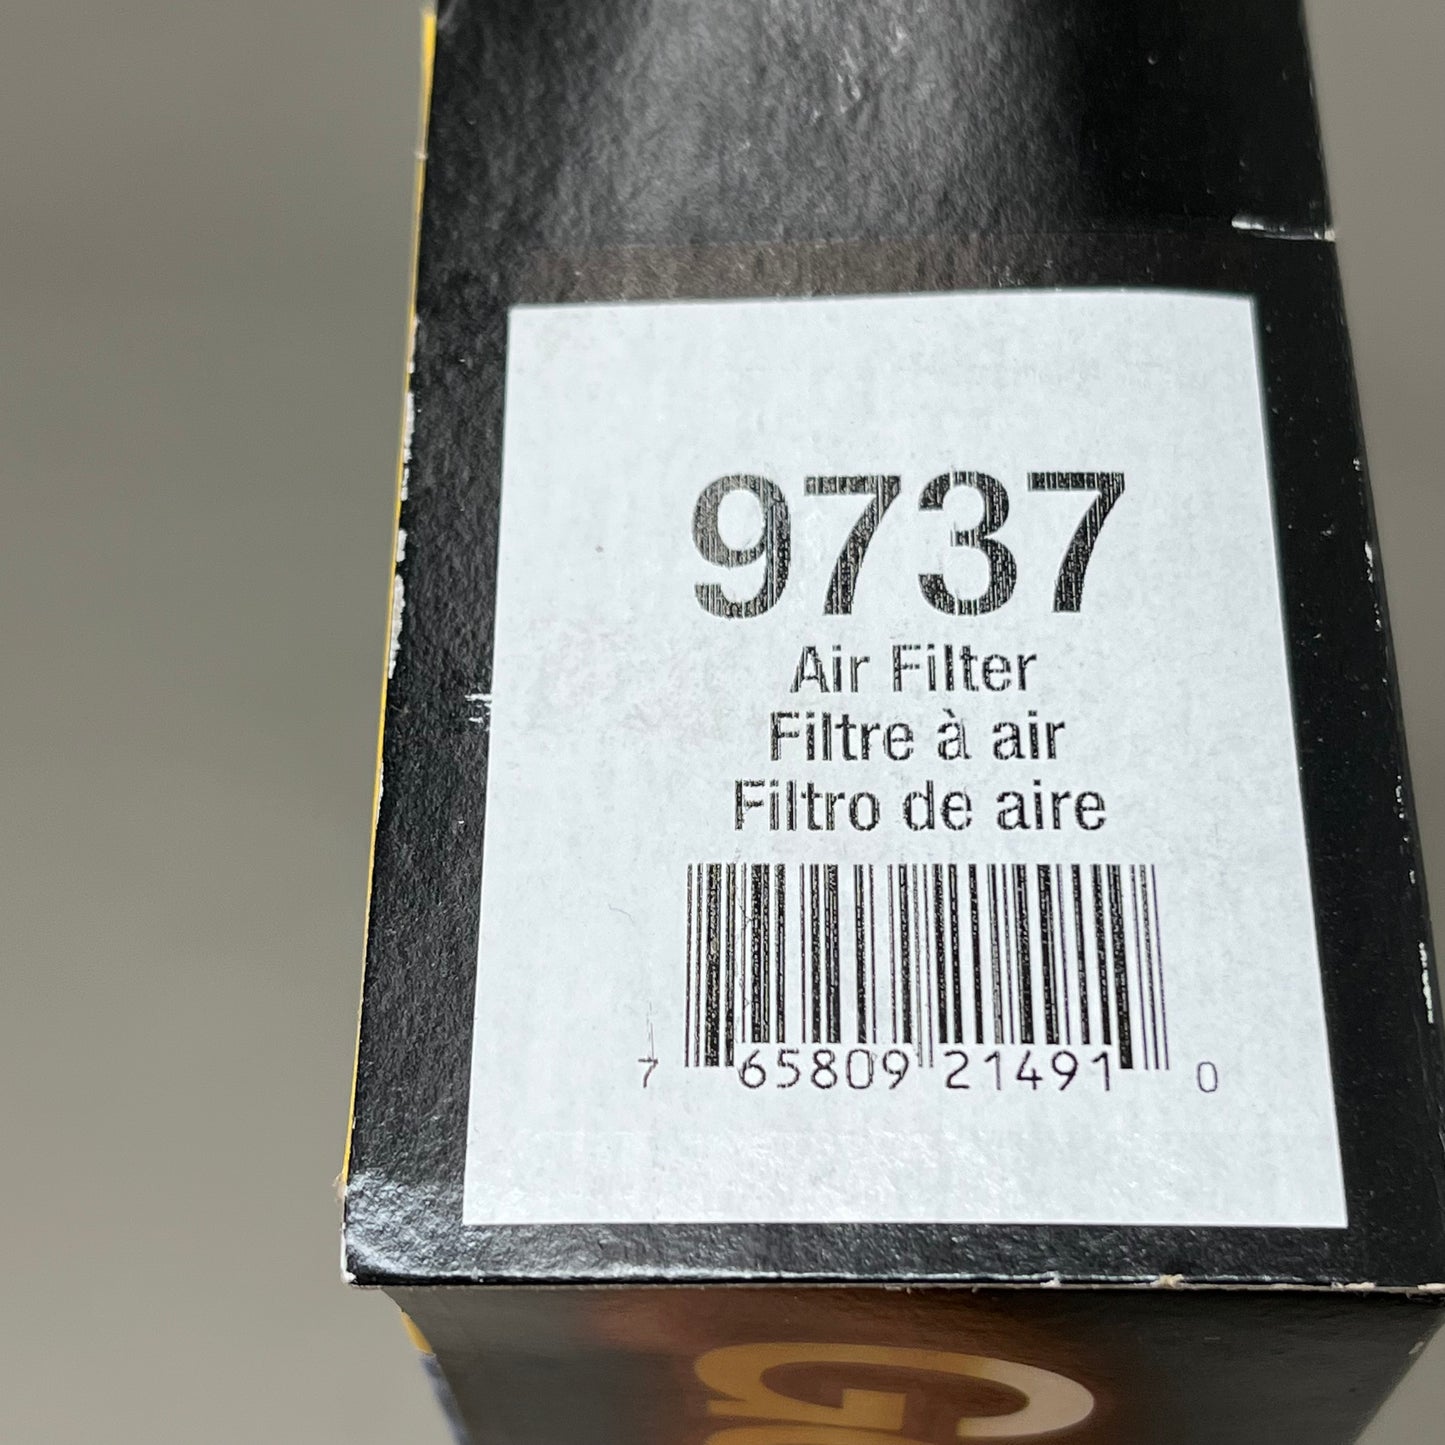 9737
Air Filter
Filtre à air
Filtro de aire
7 65809 21491 0
G